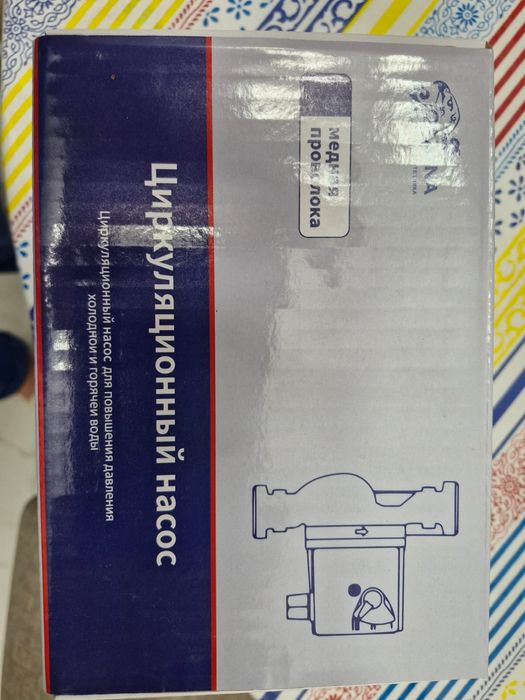 медная
проволока
Циркуляционный насос
Циркуляционный насос для повышения давления
холодной и горячей воды